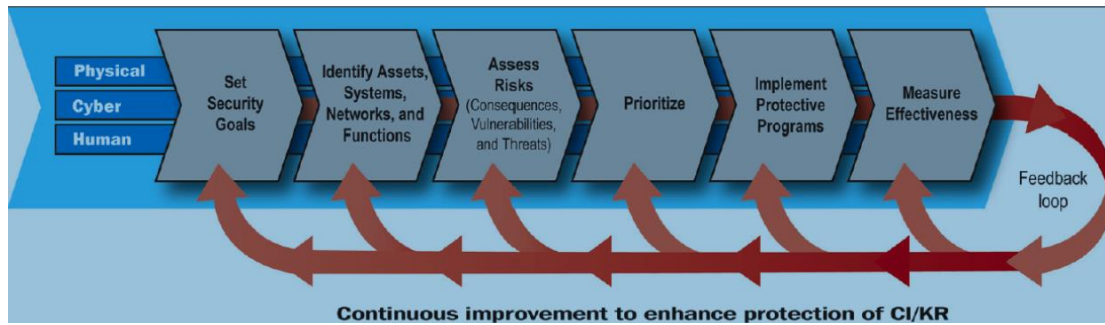 Physical
Cyber
Human
Set
Security
Goals
Identify Assets,
Systems,
Networks, and
Functions
Assess
Risks
(Consequences,
Vulnerabilities,
and Threats)
Prioritize
Implement
Protective
Programs
Measure
Effectiveness
Feedback
loop
Continuous improvement to enhance protection of CI/KR